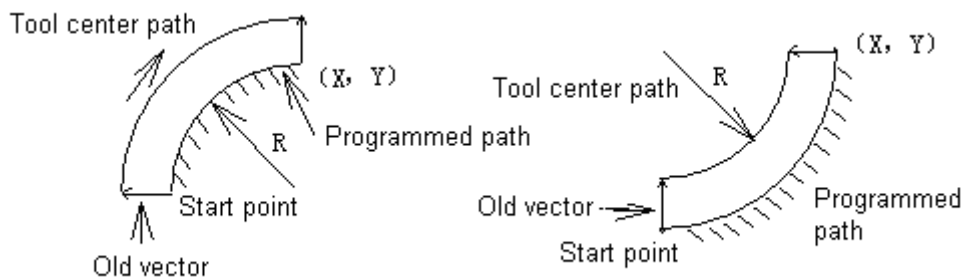 Tool center path
(X, Y)
R
Programmed path
Start point
Old vector
(X, Y)
R
Tool center path
Old vector
Programmed
path
Start point